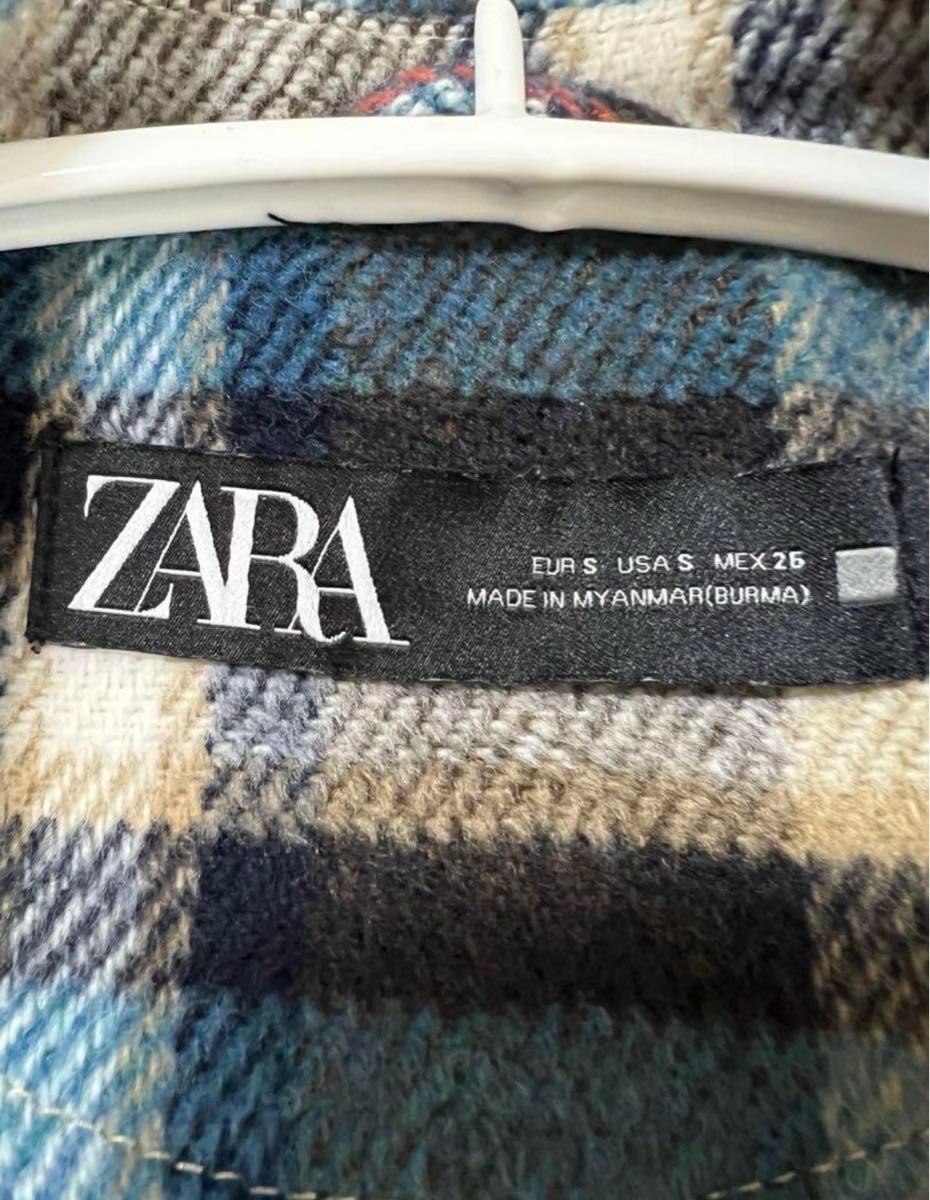 ZARA
EUR S USA S MEX 26
MADE IN MYANMAR(BURMA)